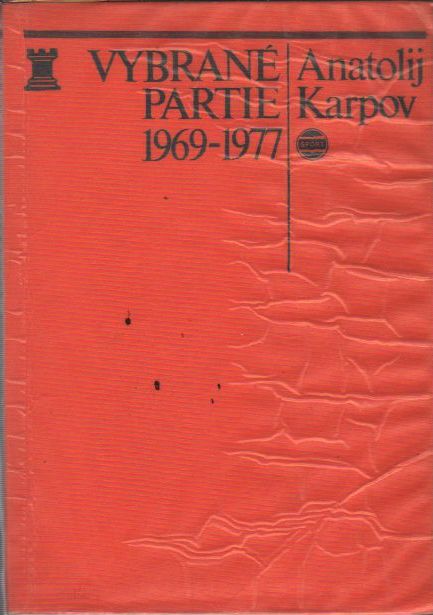 VYBRANÉ
PARTIE
1969-1977
Anatolij
Karpov
ŠPORT